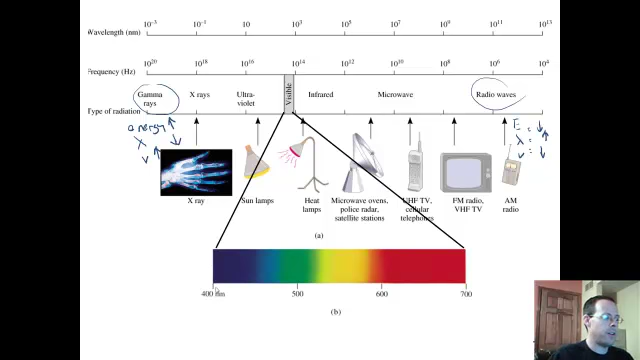 10⁻³ 10⁻¹ 10 10³ 10⁵ 10⁷ 10⁹ 10¹¹ 10¹³
Wavelength (nm)
10²⁰ 10¹⁸ 10¹⁶ 10¹⁴ 10¹² 10¹⁰ 10⁸ 10⁶ 10⁴
Frequency (Hz)
Gamma rays X rays Ultra-violet Visible Infrared Microwave Radio waves
Type of radiation
energy ↑
λ ↓
ν ↑
E = ↓
λ = ↑
ν = ↓
X ray Sun lamps Heat lamps Microwave ovens, police radar, satellite stations UHF TV, cellular telephones FM radio, VHF TV AM radio
(a)
400 nm 500 600 700
(b)